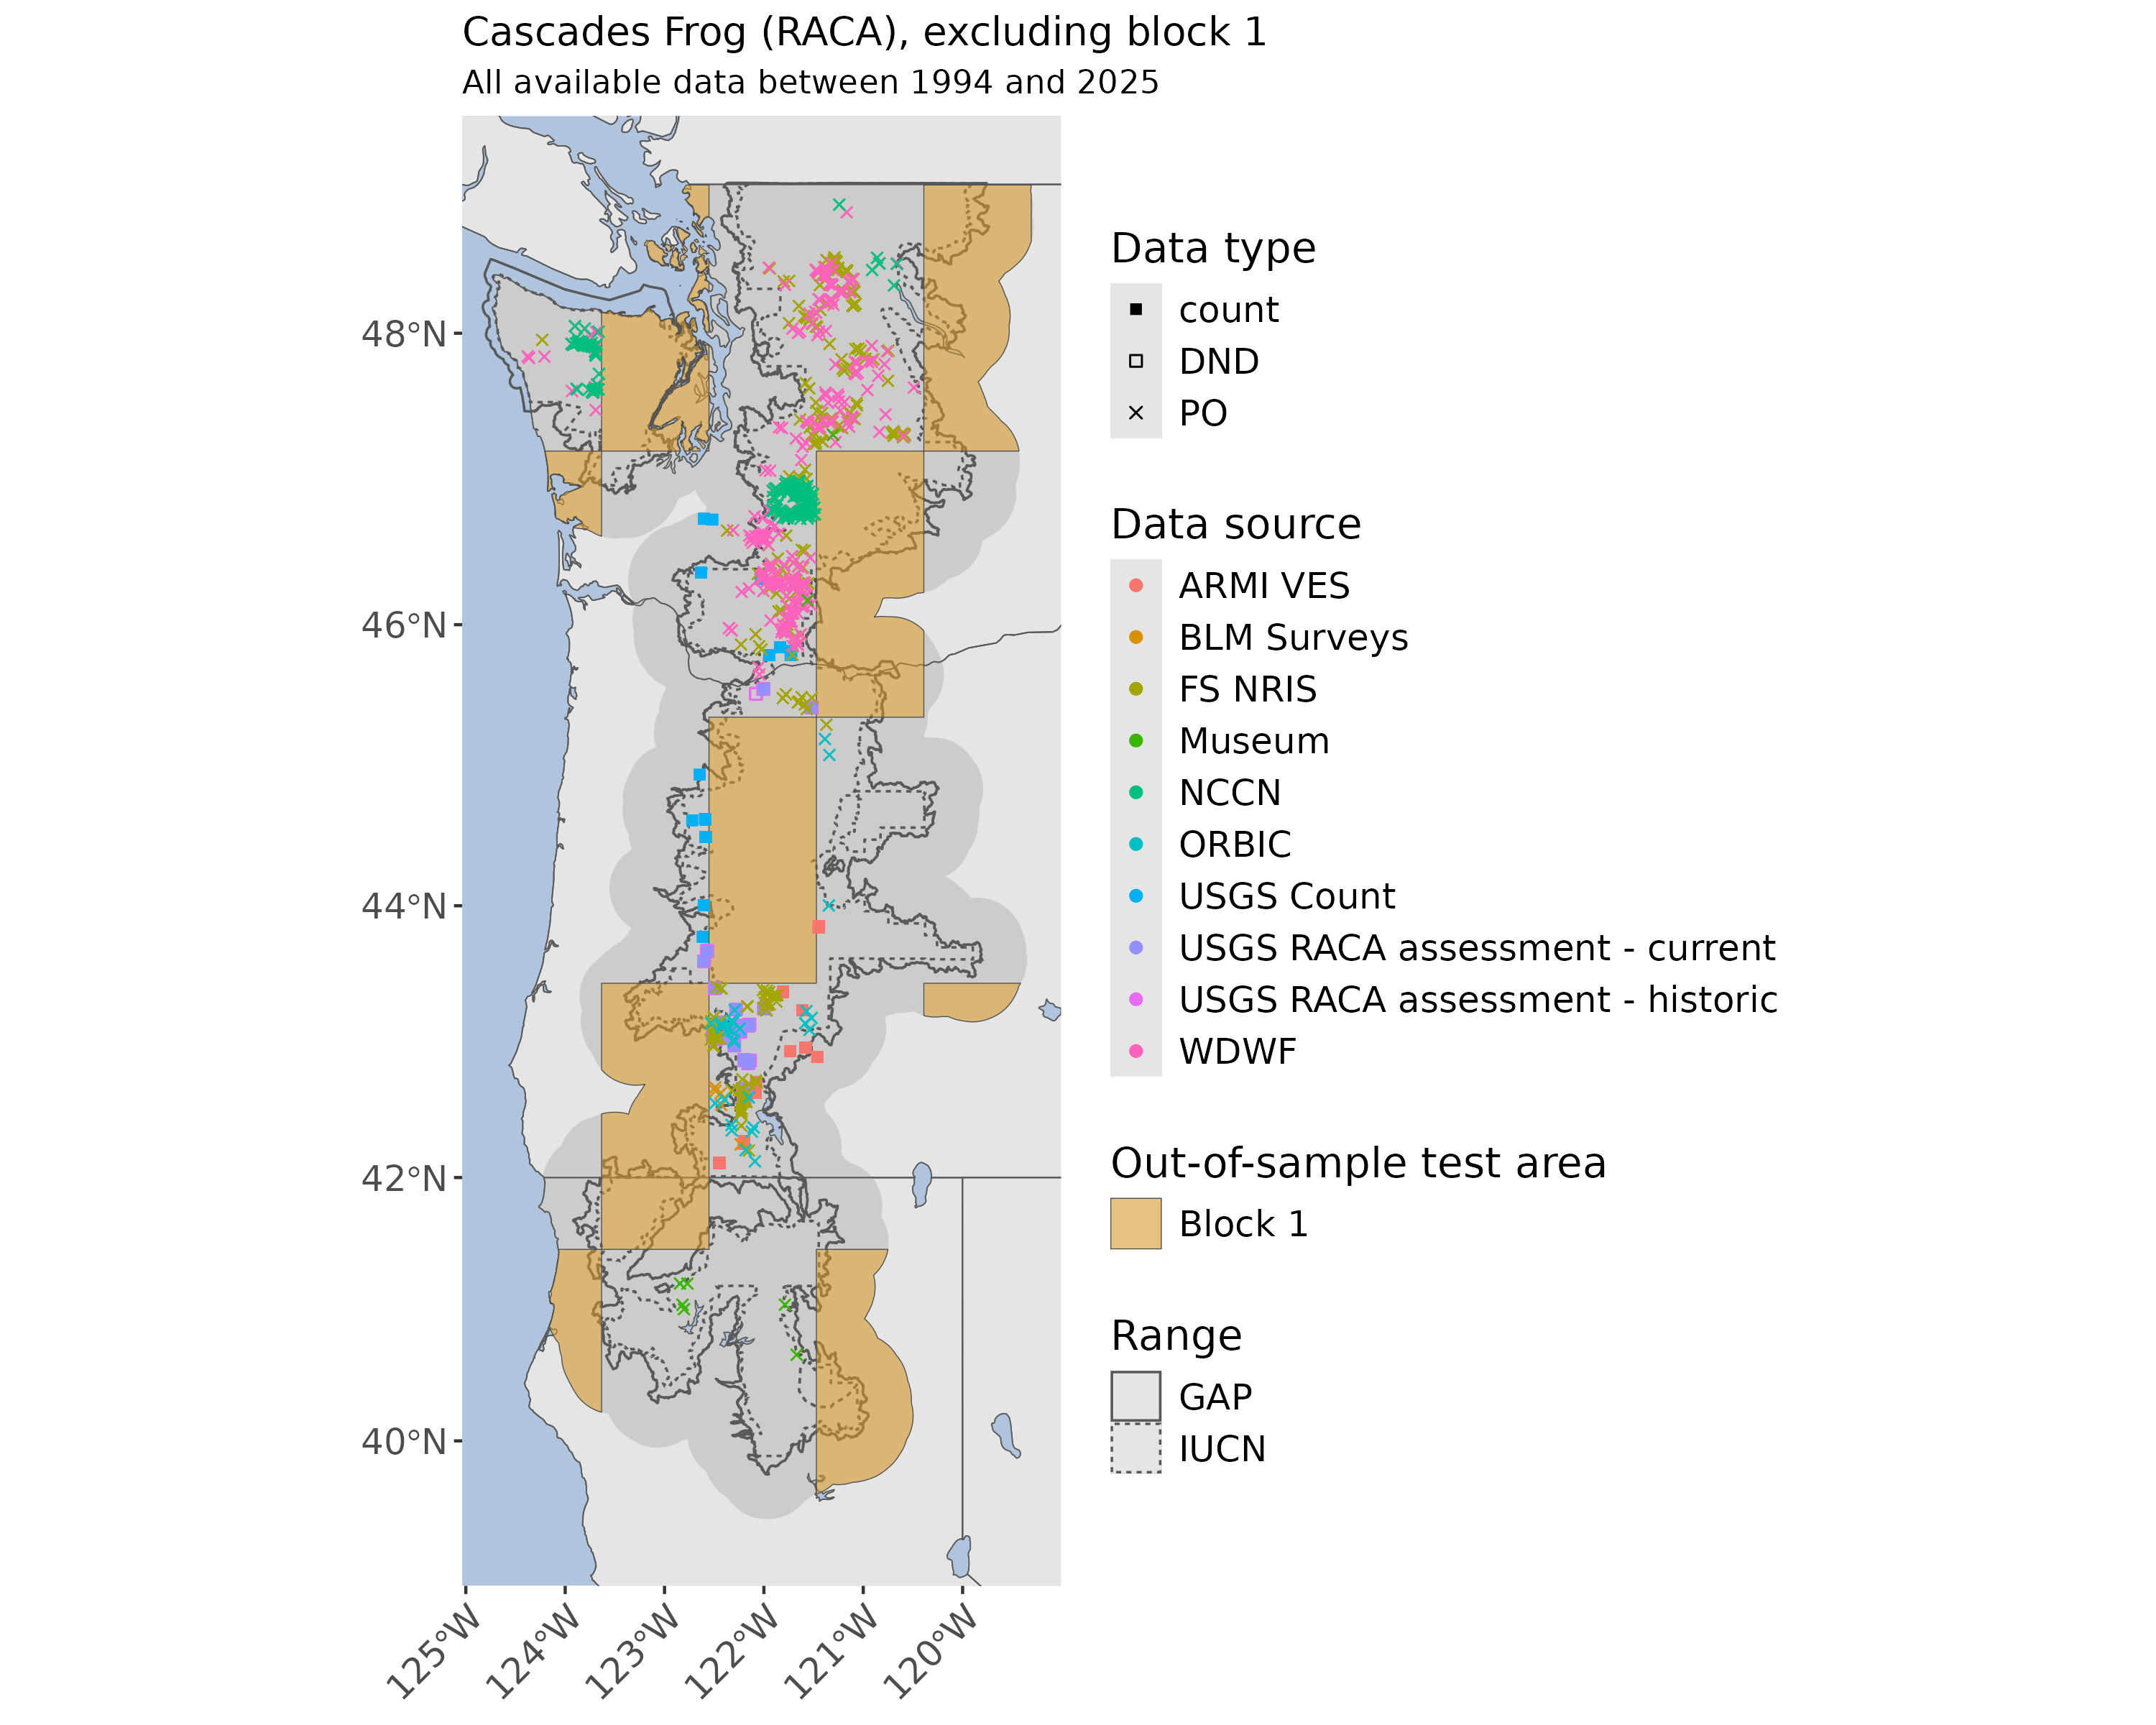 Cascades Frog (RACA), excluding block 1
All available data between 1994 and 2025
48°N
46°N
44°N
42°N
40°N
125°W
124°W
123°W
122°W
121°W
120°W
Data type
count
DND
PO
Data source
ARMI VES
BLM Surveys
FS NRIS
Museum
NCCN
ORBIC
USGS Count
USGS RACA assessment - current
USGS RACA assessment - historic
WDWF
Out-of-sample test area
Block 1
Range
GAP
IUCN